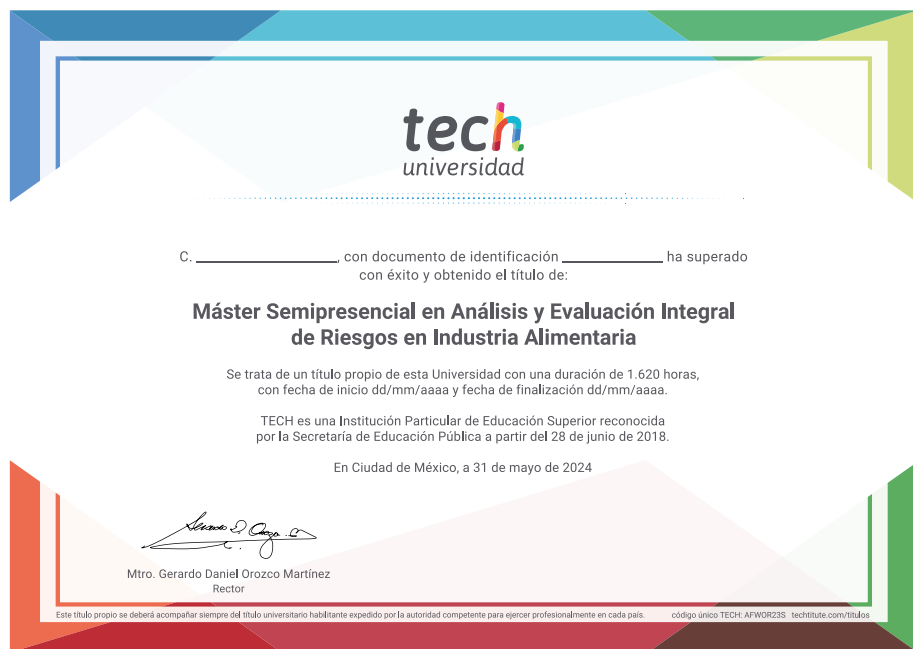 tech
universidad
C. ____________________, con documento de identificación ______________ ha superado
con éxito y obtenido el título de:
Máster Semipresencial en Análisis y Evaluación Integral
de Riesgos en Industria Alimentaria
Se trata de un título propio de esta Universidad con una duración de 1.620 horas,
con fecha de inicio dd/mm/aaaa y fecha de finalización dd/mm/aaaa.
TECH es una Institución Particular de Educación Superior reconocida
por la Secretaría de Educación Pública a partir del 28 de junio de 2018.
En Ciudad de México, a 31 de mayo de 2024
Mtro. Gerardo Daniel Orozco Martínez
Rector
Este título propio se deberá acompañar siempre del título universitario habilitante expedido por la autoridad competente para ejercer profesionalmente en cada país. código único TECH: AFWOR23S techtitute.com/titulos